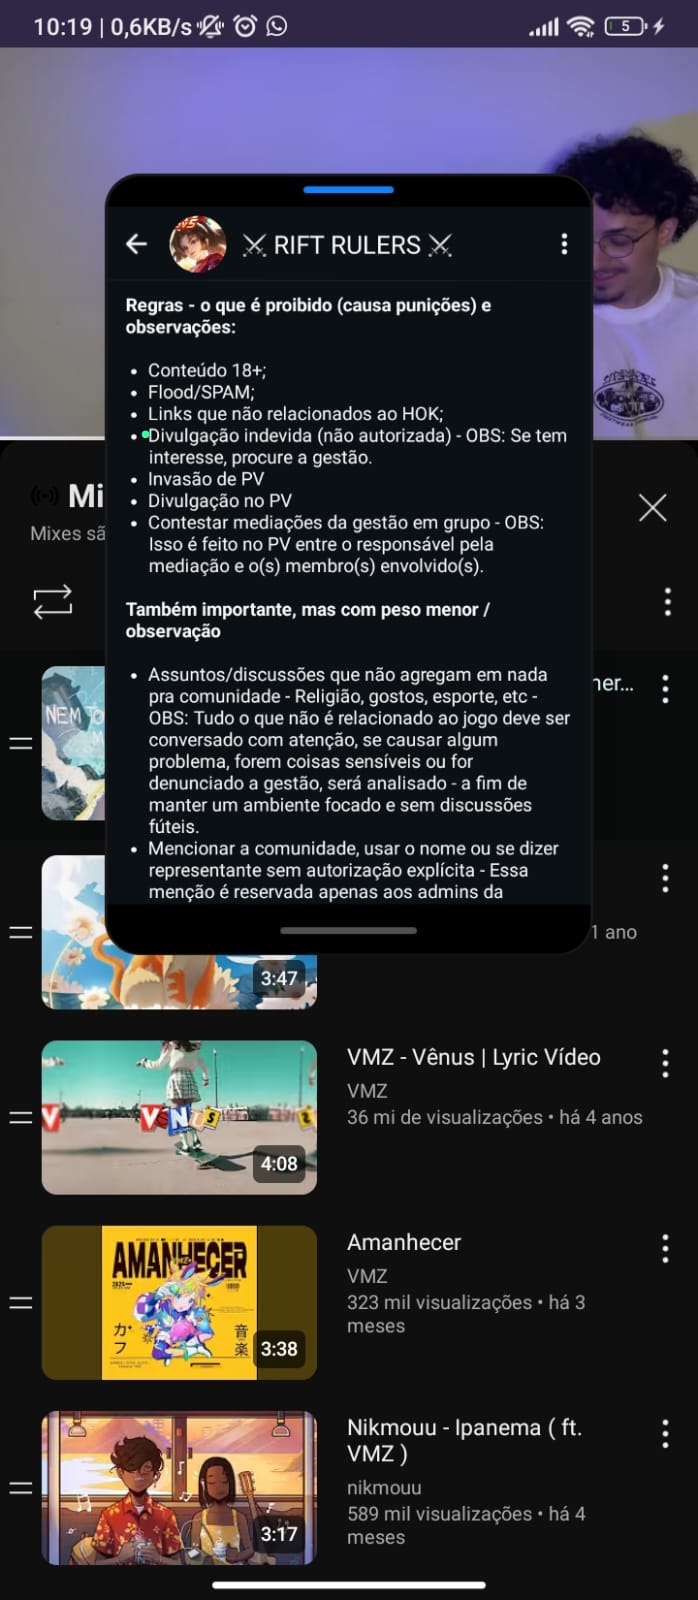 10:19 | 0,6KB/s
5
RIFT RULERS
Regras - o que é proibido (causa punições) e
observações:
Conteúdo 18+;
Flood/SPAM;
Links que não relacionados ao HOK;
Divulgação indevida (não autorizada) - OBS: Se tem
interesse, procure a gestão.
Invasão de PV
Divulgação no PV
Contestar mediações da gestão em grupo - OBS:
Isso é feito no PV entre o responsável pela
mediação e o(s) membro(s) envolvido(s).
Também importante, mas com peso menor /
observação
Assuntos/discussões que não agregam em nada
pra comunidade - Religião, gostos, esporte, etc -
OBS: Tudo o que não é relacionado ao jogo deve ser
conversado com atenção, se causar algum
problema, forem coisas sensíveis ou for
denunciado a gestão, será analisado - a fim de
manter um ambiente focado e sem discussões
fúteis.
Mencionar a comunidade, usar o nome ou se dizer
representante sem autorização explícita - Essa
menção é reservada apenas aos admins da
Mi
Mixes sã
NEM TO
ner...
1 ano
3:47
VMZ - Vênus | Lyric Vídeo
VMZ
36 mi de visualizações • há 4 anos
VNUS
4:08
Amanhecer
VMZ
323 mil visualizações • há 3
meses
AMANHECER
カフ
音楽
3:38
Nikmouu - Ipanema ( ft.
VMZ )
nikmouu
589 mil visualizações • há 4
meses
3:17